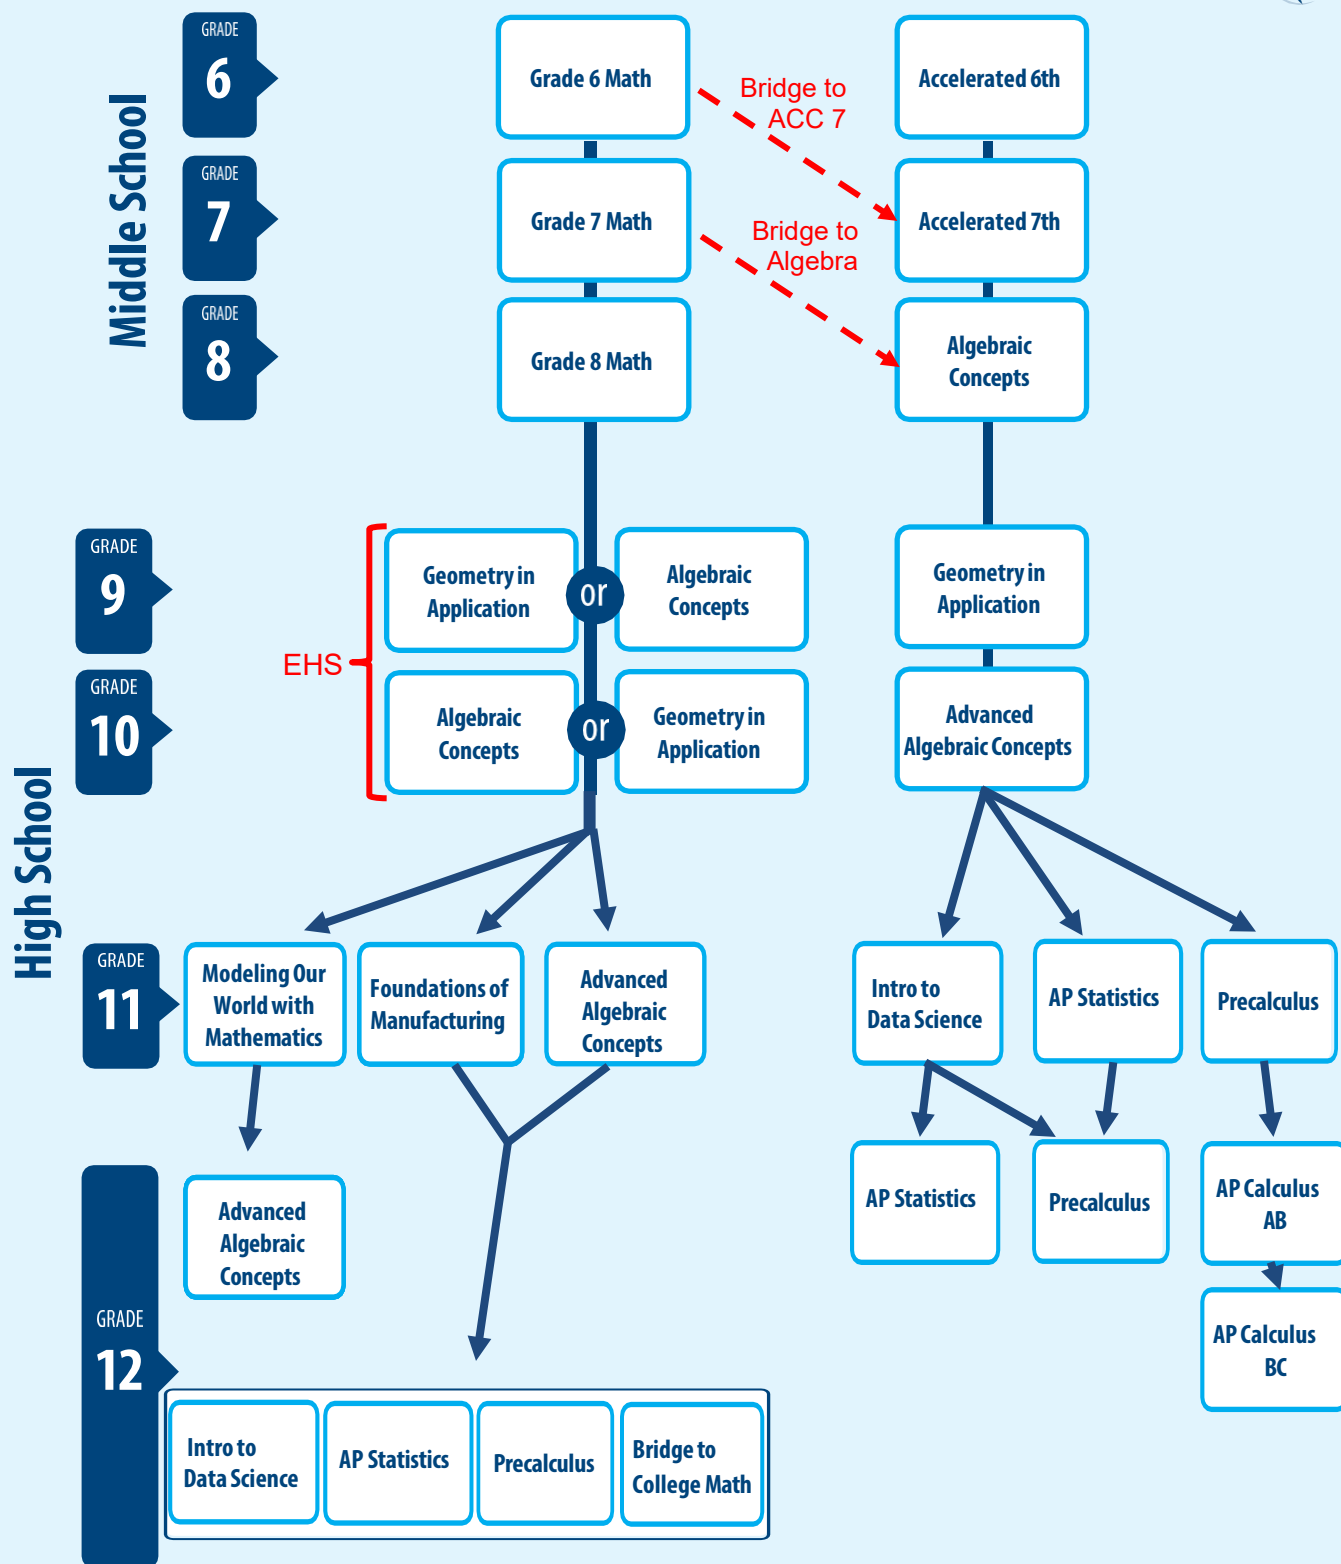 Middle School
GRADE
6
Grade 6 Math
Bridge to
ACC 7
Accelerated 6th
GRADE
7
Grade 7 Math
Bridge to
Algebra
Accelerated 7th
GRADE
8
Grade 8 Math
Algebraic
Concepts
High School
GRADE
9
EHS
Geometry in
Application
or
Algebraic
Concepts
Geometry in
Application
GRADE
10
Algebraic
Concepts
or
Geometry in
Application
Advanced
Algebraic Concepts
GRADE
11
Modeling Our
World with
Mathematics
Foundations of
Manufacturing
Advanced
Algebraic
Concepts
Intro to
Data Science
AP Statistics
Precalculus
GRADE
12
Advanced
Algebraic
Concepts
AP Statistics
Precalculus
AP Calculus
AB
AP Calculus
BC
Intro to
Data Science
AP Statistics
Precalculus
Bridge to
College Math